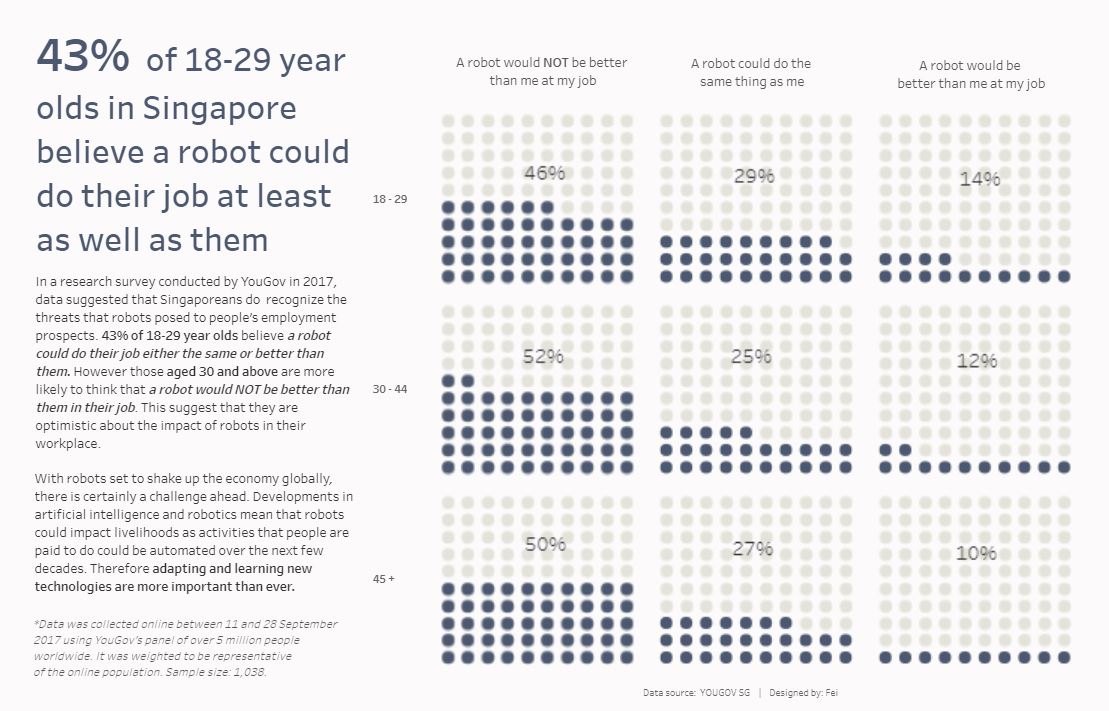 43% of 18-29 year
olds in Singapore
believe a robot could
do their job at least
as well as them
In a research survey conducted by YouGov in 2017,
data suggested that Singaporeans do recognize the
threats that robots posed to people's employment
prospects. 43% of 18-29 year olds believe a robot
could do their job either the same or better than
them. However those aged 30 and above are more
likely to think that a robot would NOT be better than
them in their job. This suggest that they are
optimistic about the impact of robots in their
workplace.
With robots set to shake up the economy globally,
there is certainly a challenge ahead. Developments in
artificial intelligence and robotics mean that robots
could impact livelihoods as activities that people are
paid to do could be automated over the next few
decades. Therefore adapting and learning new
technologies are more important than ever.
*Data was collected online between 11 and 28 September
2017 using YouGov's panel of over 5 million people
worldwide. It was weighted to be representative
of the online population. Sample size: 1,038.
A robot would NOT be better
than me at my job
A robot could do the
same thing as me
A robot would be
better than me at my job
18 - 29
46%
29%
14%
30 - 44
52%
25%
12%
45 +
50%
27%
10%
Data source: YOUGOV SG | Designed by: Fei